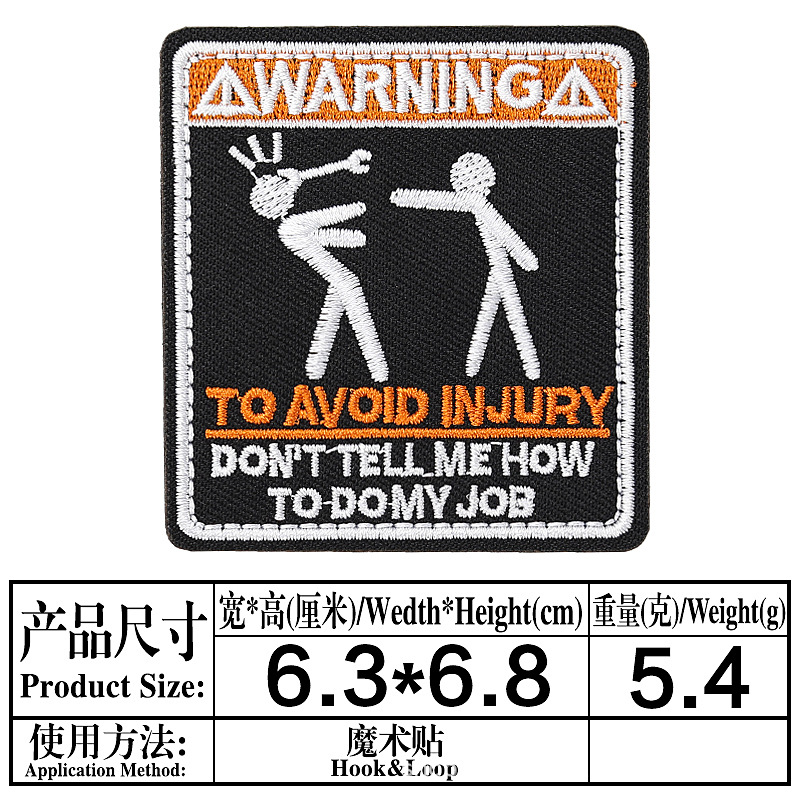 WARNING
TO AVOID INJURY
DON'T TELL ME HOW
TO DO MY JOB
产品尺寸
Product Size:
宽*高(厘米)/Wedth*Height(cm)
重量(克)/Weight(g)
6.3*6.8
5.4
使用方法:
Application Method:
魔术贴
Hook&Loop